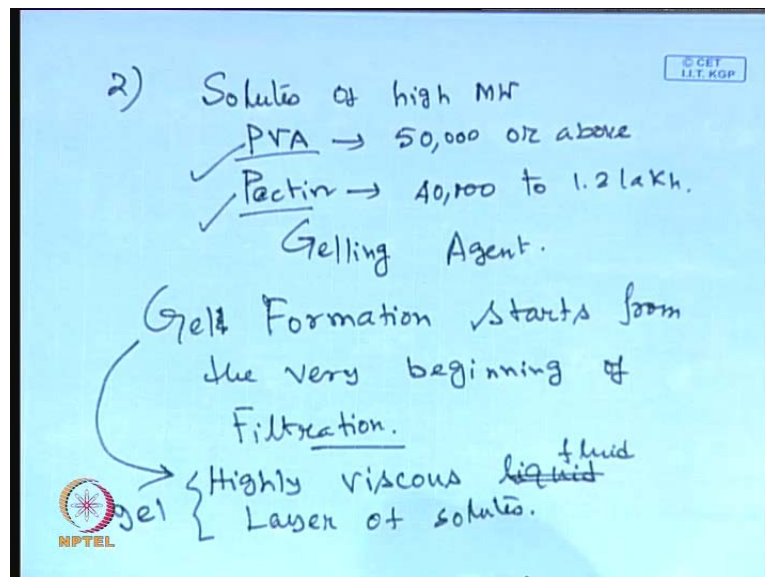 © CET
I.I.T. KGP
2) Solutes of high MW
PVA → 50,000 or above
Pectin → 40,000 to 1.2 lakh.
Gelling Agent.
Gell Formation starts from
the very beginning of
Filtration.
fluid
Highly viscous liquid
gel Layer of solutes.
NPTEL